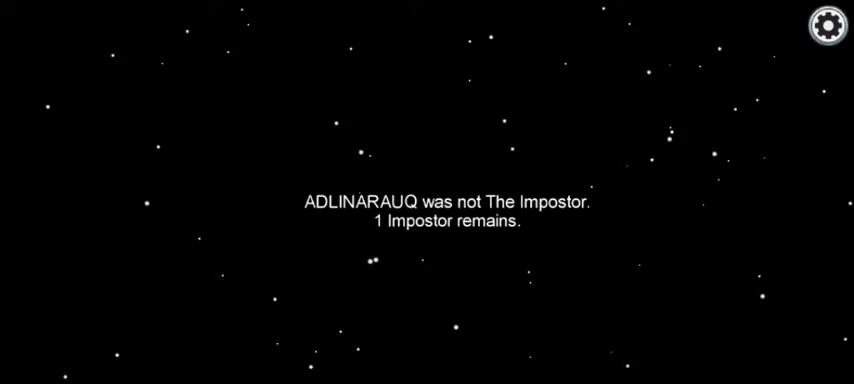 ADLINARAUQ was not The Impostor.
1 Impostor remains.